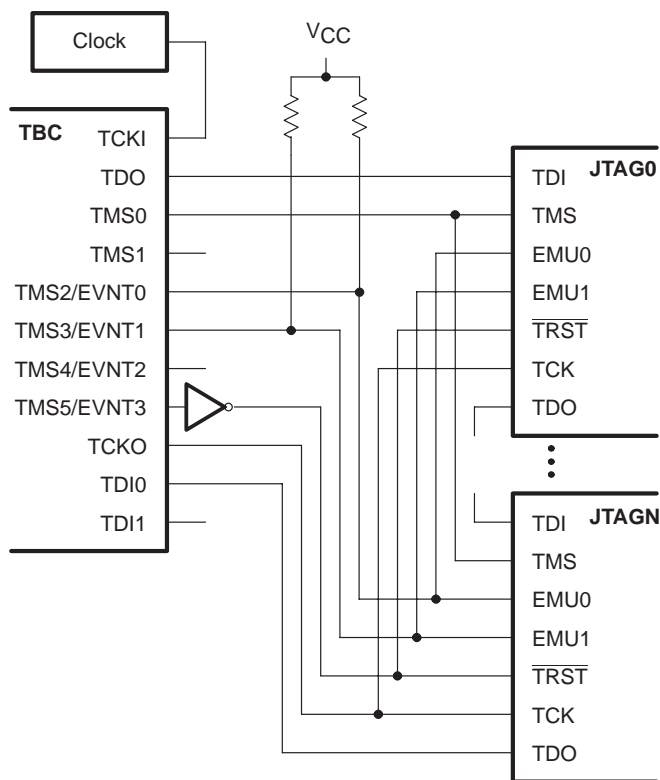 Clock
VCC
TBC
TCKI
TDO
TMS0
TMS1
TMS2/EVNT0
TMS3/EVNT1
TMS4/EVNT2
TMS5/EVNT3
TCKO
TDI0
TDI1
JTAG0
TDI
TMS
EMU0
EMU1
TRST
TCK
TDO
JTAGN
TDI
TMS
EMU0
EMU1
TRST
TCK
TDO